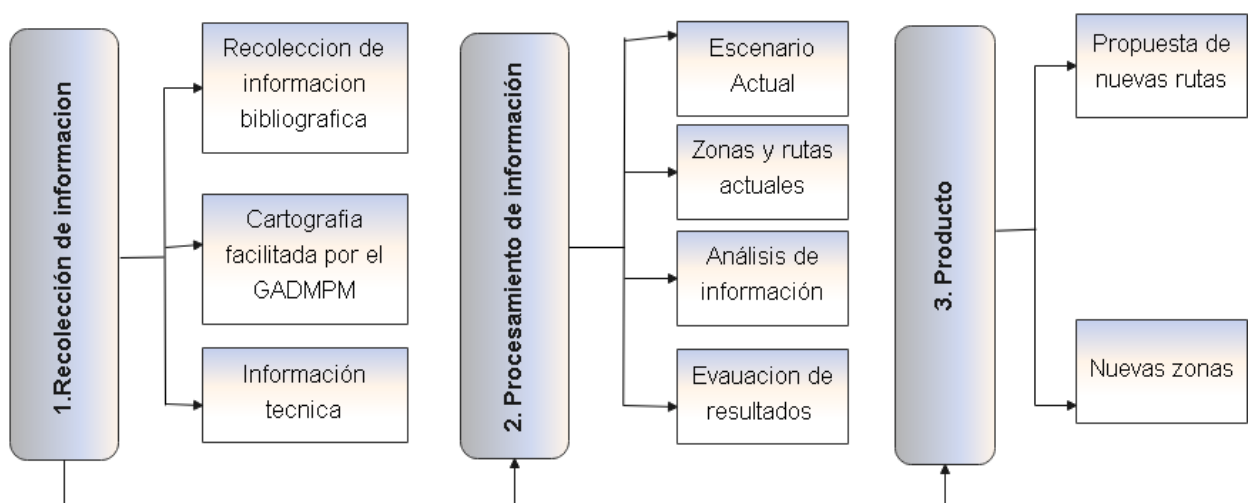 1.Recolección de informacion
Recoleccion de
informacion
bibliografica
Cartografia
facilitada por el
GADMPM
Información
tecnica
2. Procesamiento de información
Escenario
Actual
Zonas y rutas
actuales
Análisis de
información
Evauacion de
resultados
3. Producto
Propuesta de
nuevas rutas
Nuevas zonas